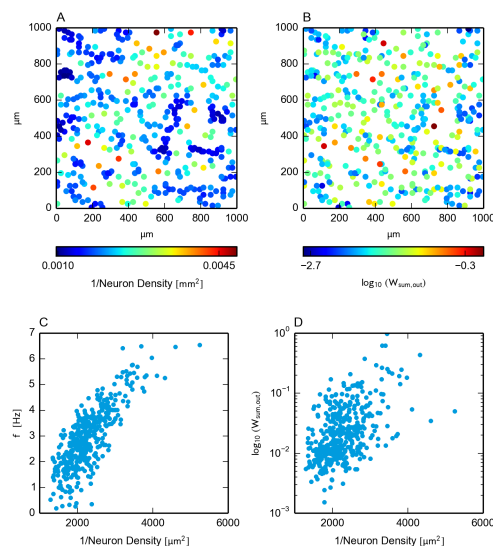 A
B
1000
800
600
400
200
0
µm
0 200 400 600 800 1000
µm
1000
800
600
400
200
0
µm
0 200 400 600 800 1000
µm
0.0010 0.0045
1/Neuron Density [mm²]
−2.7 −0.3
log₁₀ (W_sum,out)
C
D
7
6
5
4
3
2
1
0
f [Hz]
2000 4000 6000
1/Neuron Density [µm²]
10⁰
10⁻¹
10⁻²
10⁻³
log₁₀ (W_sum,out)
2000 4000 6000
1/Neuron Density [µm²]